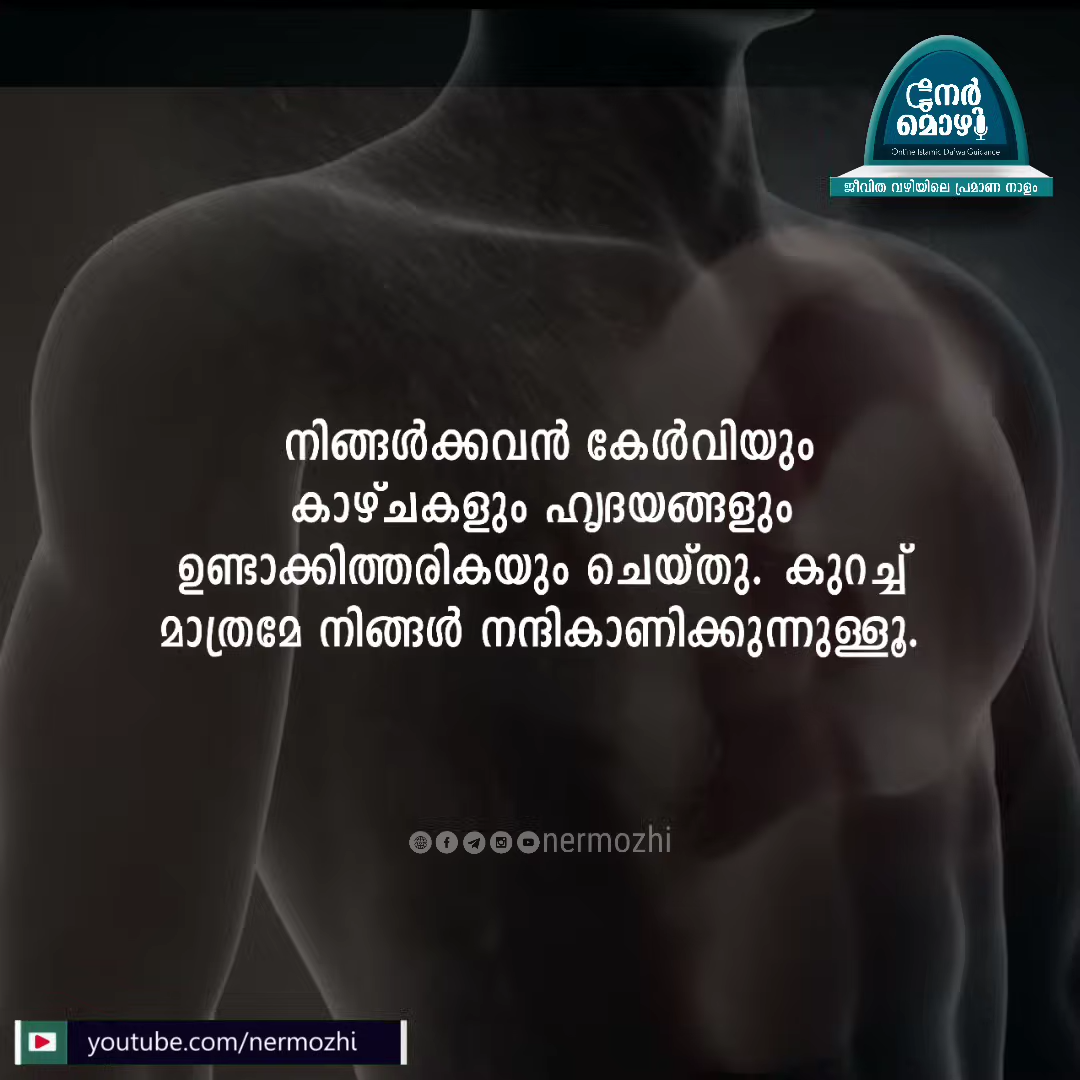 നേർ
മൊഴി
Online Islamic Da'wa Guidance
ജീവിത വഴിയിലെ പ്രമാണ നാളം
നിങ്ങൾക്കവൻ കേൾവിയും
കാഴ്ചകളും ഹൃദയങ്ങളും
ഉണ്ടാക്കിത്തരികയും ചെയ്തു. കുറച്ച്
മാത്രമേ നിങ്ങൾ നന്ദികാണിക്കുന്നുള്ളൂ.
nermozhi
youtube.com/nermozhi